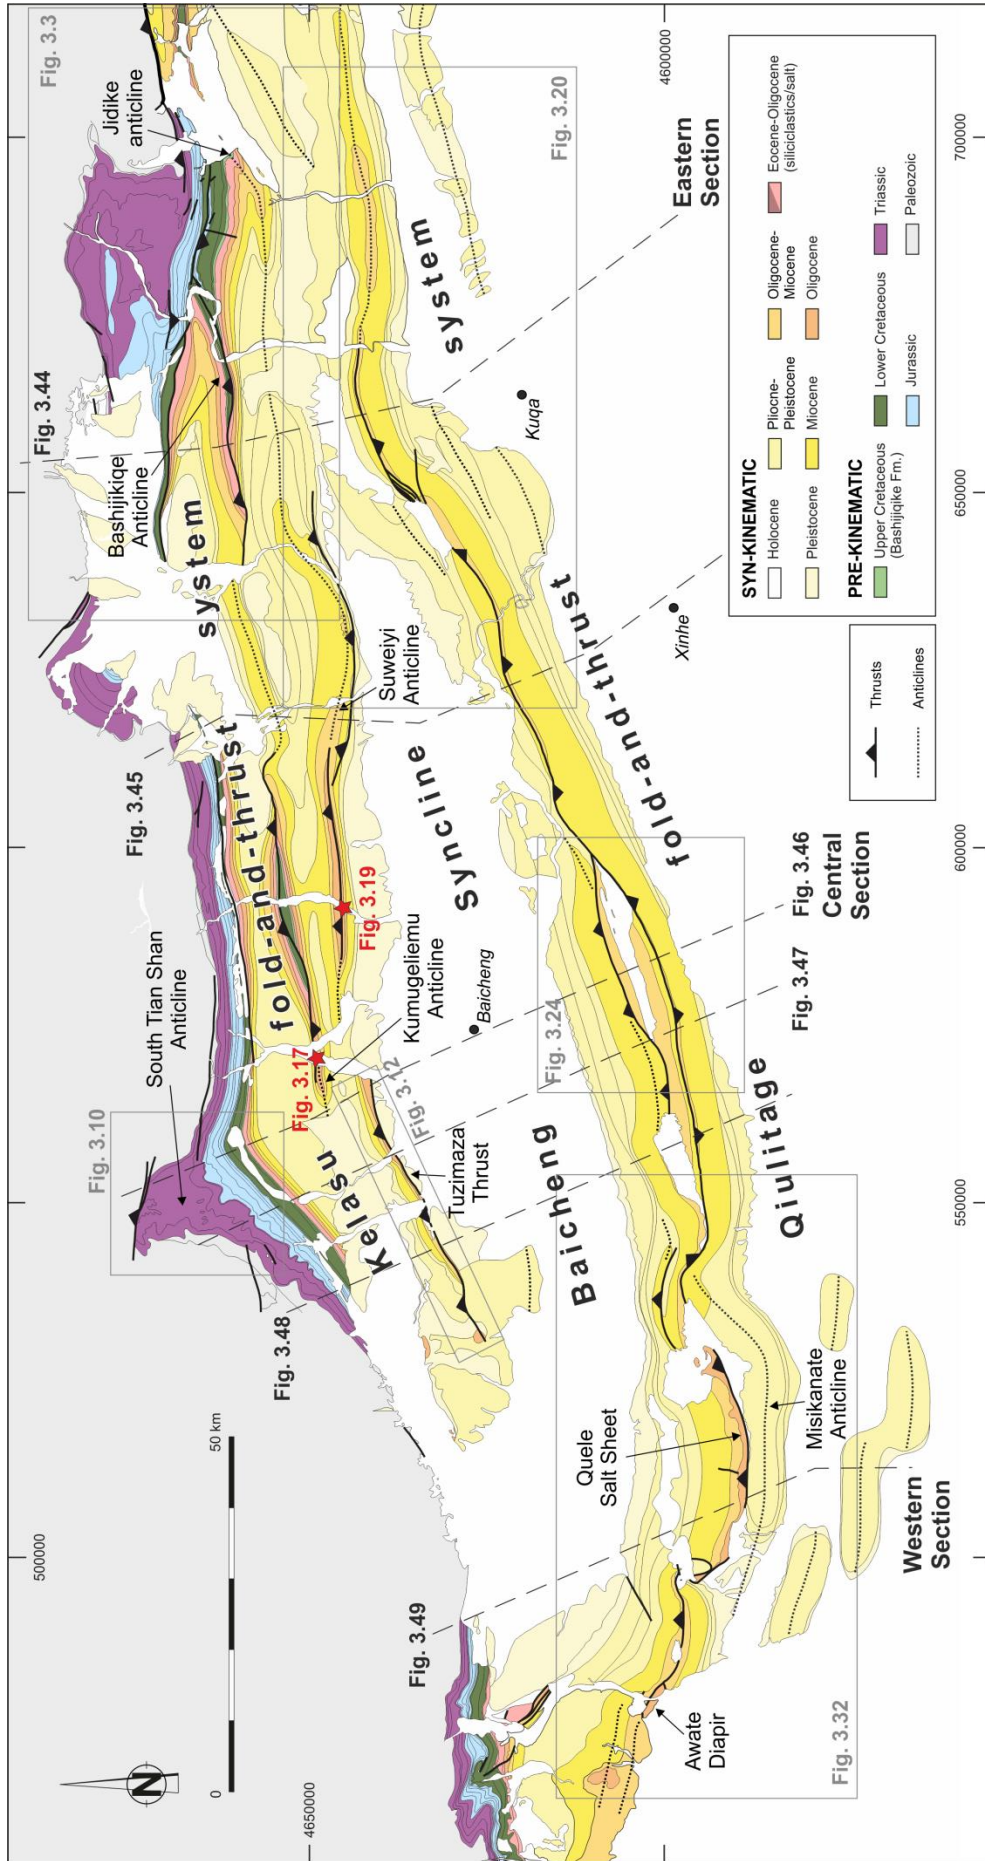 500000
550000
600000
650000
700000
4650000
4600000
N
0
50 km
Fig. 3.49
Fig. 3.48
Fig. 3.10
South Tian Shan
Anticline
Fig. 3.45
Fig. 3.44
Fig. 3.3
Bashijikiqe
Anticline
Jidike
anticline
Kelasu
fold-and-thrust
system
Fig. 3.17
Fig. 3.19
Kumugeliemu
Anticline
Suweiyi
Anticline
Fig. 3.12
Tuzimaza
Thrust
Baicheng
Baicheng
Syncline
Fig. 3.20
Kuqa
Xinhe
Eastern
Section
Qiulitage
fold-and-thrust
system
Fig. 3.24
Fig. 3.46
Central
Section
Fig. 3.47
Quele
Salt Sheet
Misikanate
Anticline
Awate
Diapir
Fig. 3.32
Western
Section
Thrusts
Anticlines
SYN-KINEMATIC
Holocene
Pleistocene
Pliocne-
Pleistocene
Miocene
Oligocene-
Miocene
Oligocene
Eocene-Oligocene
(siliciclastics/salt)
PRE-KINEMATIC
Upper Cretaceous
(Bashijiqike Fm.)
Lower Cretaceous
Jurassic
Triassic
Paleozoic